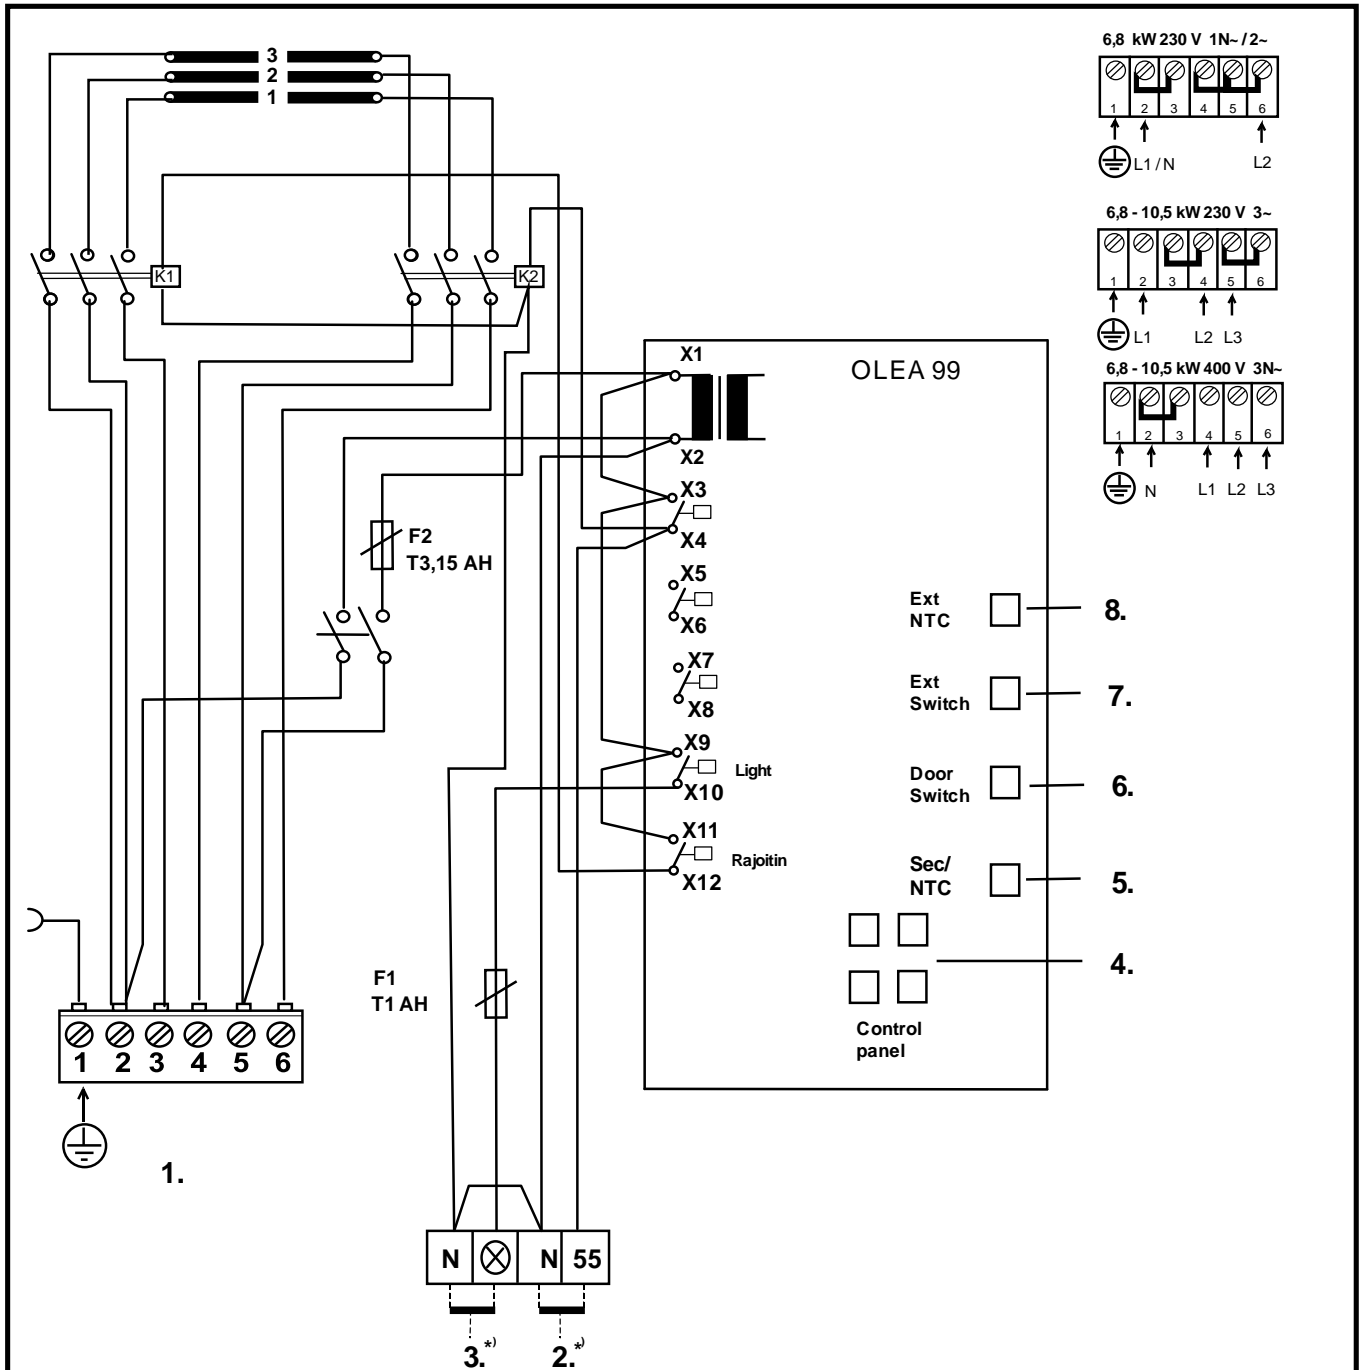 3
2
1
K1
K2
6,8 kW 230 V 1N~ / 2~
1 2 3 4 5 6
L1 / N L2
6,8 - 10,5 kW 230 V 3~
1 2 3 4 5 6
L1 L2 L3
6,8 - 10,5 kW 400 V 3N~
1 2 3 4 5 6
N L1 L2 L3
OLEA 99
X1
X2
X3
X4
X5
X6
X7
X8
X9
Light
X10
X11
Rajoitin
X12
F2
T3,15 AH
Ext
NTC
8.
Ext
Switch
7.
Door
Switch
6.
Sec/
NTC
5.
4.
Control
panel
F1
T1 AH
1 2 3 4 5 6
1.
N N 55
3.*) 2.*)